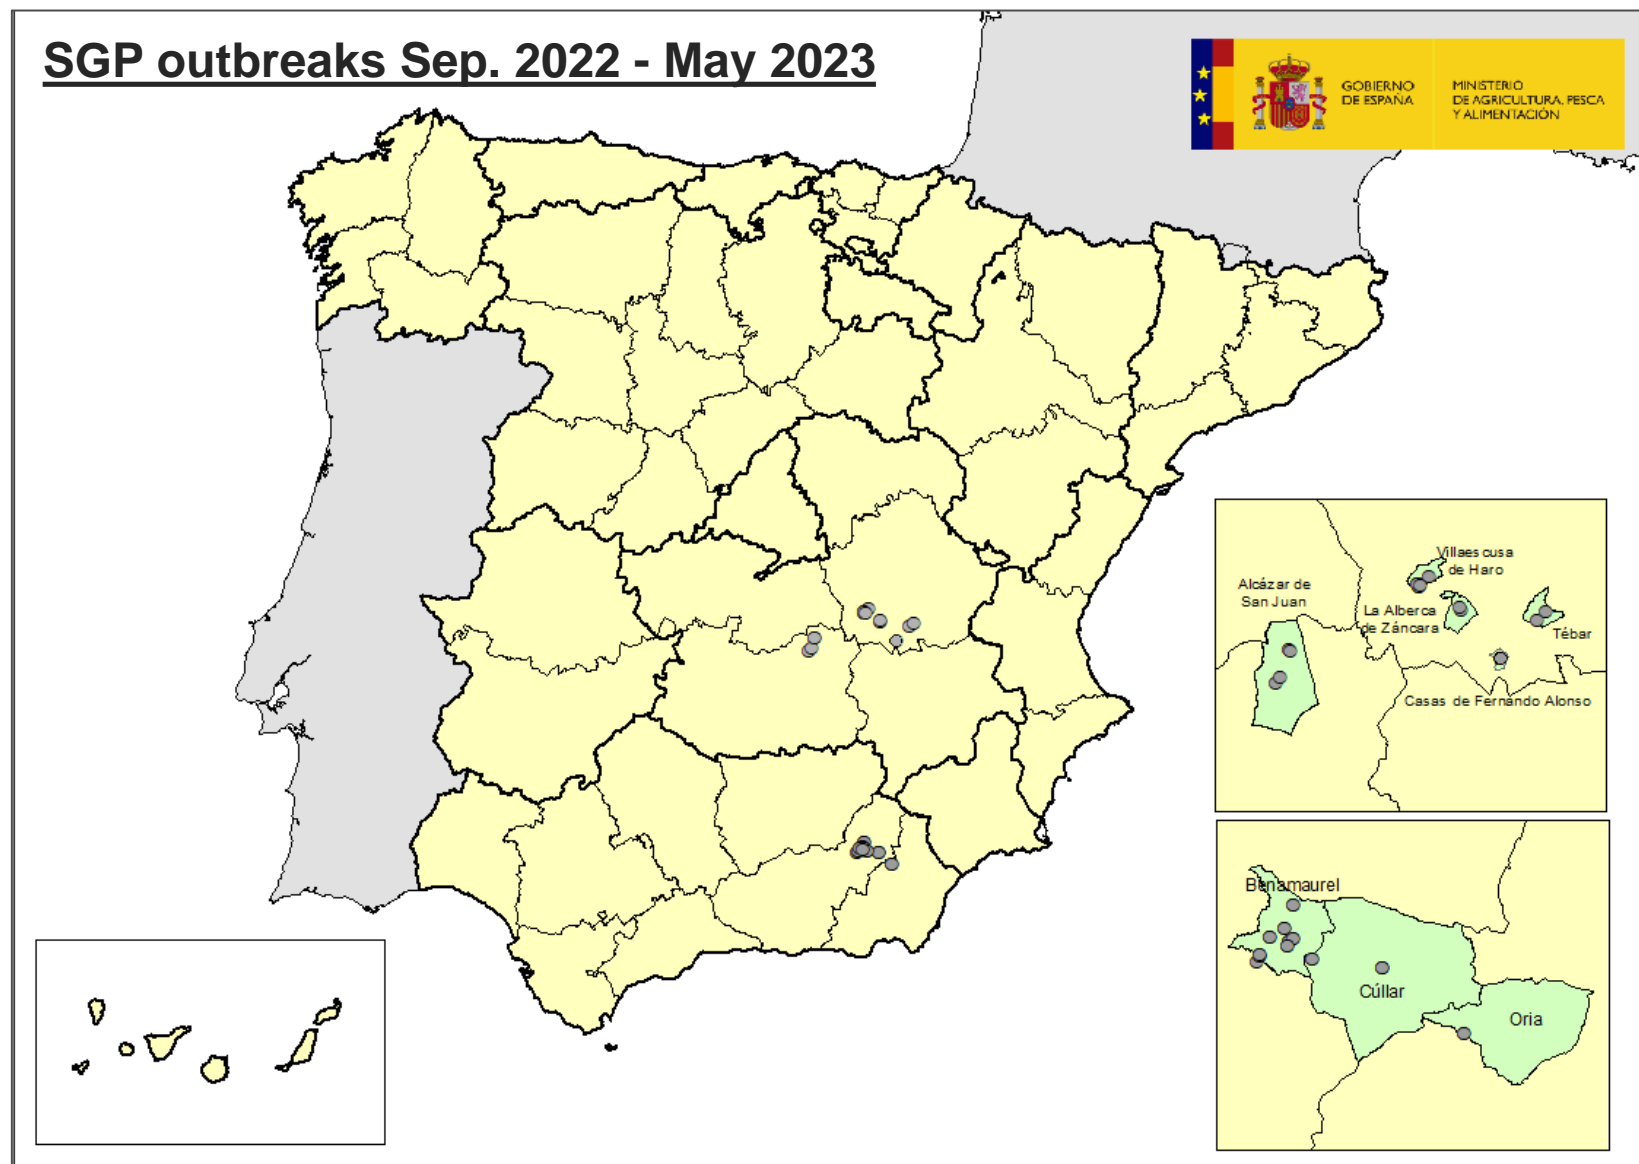 SGP outbreaks Sep. 2022 - May 2023
GOBIERNO
DE ESPAÑA
MINISTERIO
DE AGRICULTURA, PESCA
Y ALIMENTACIÓN
Villaescusa
de Haro
Alcázar de
San Juan
La Alberca
de Záncara
Tébar
Casas de Fernando Alonso
Benamaurel
Cúllar
Oria